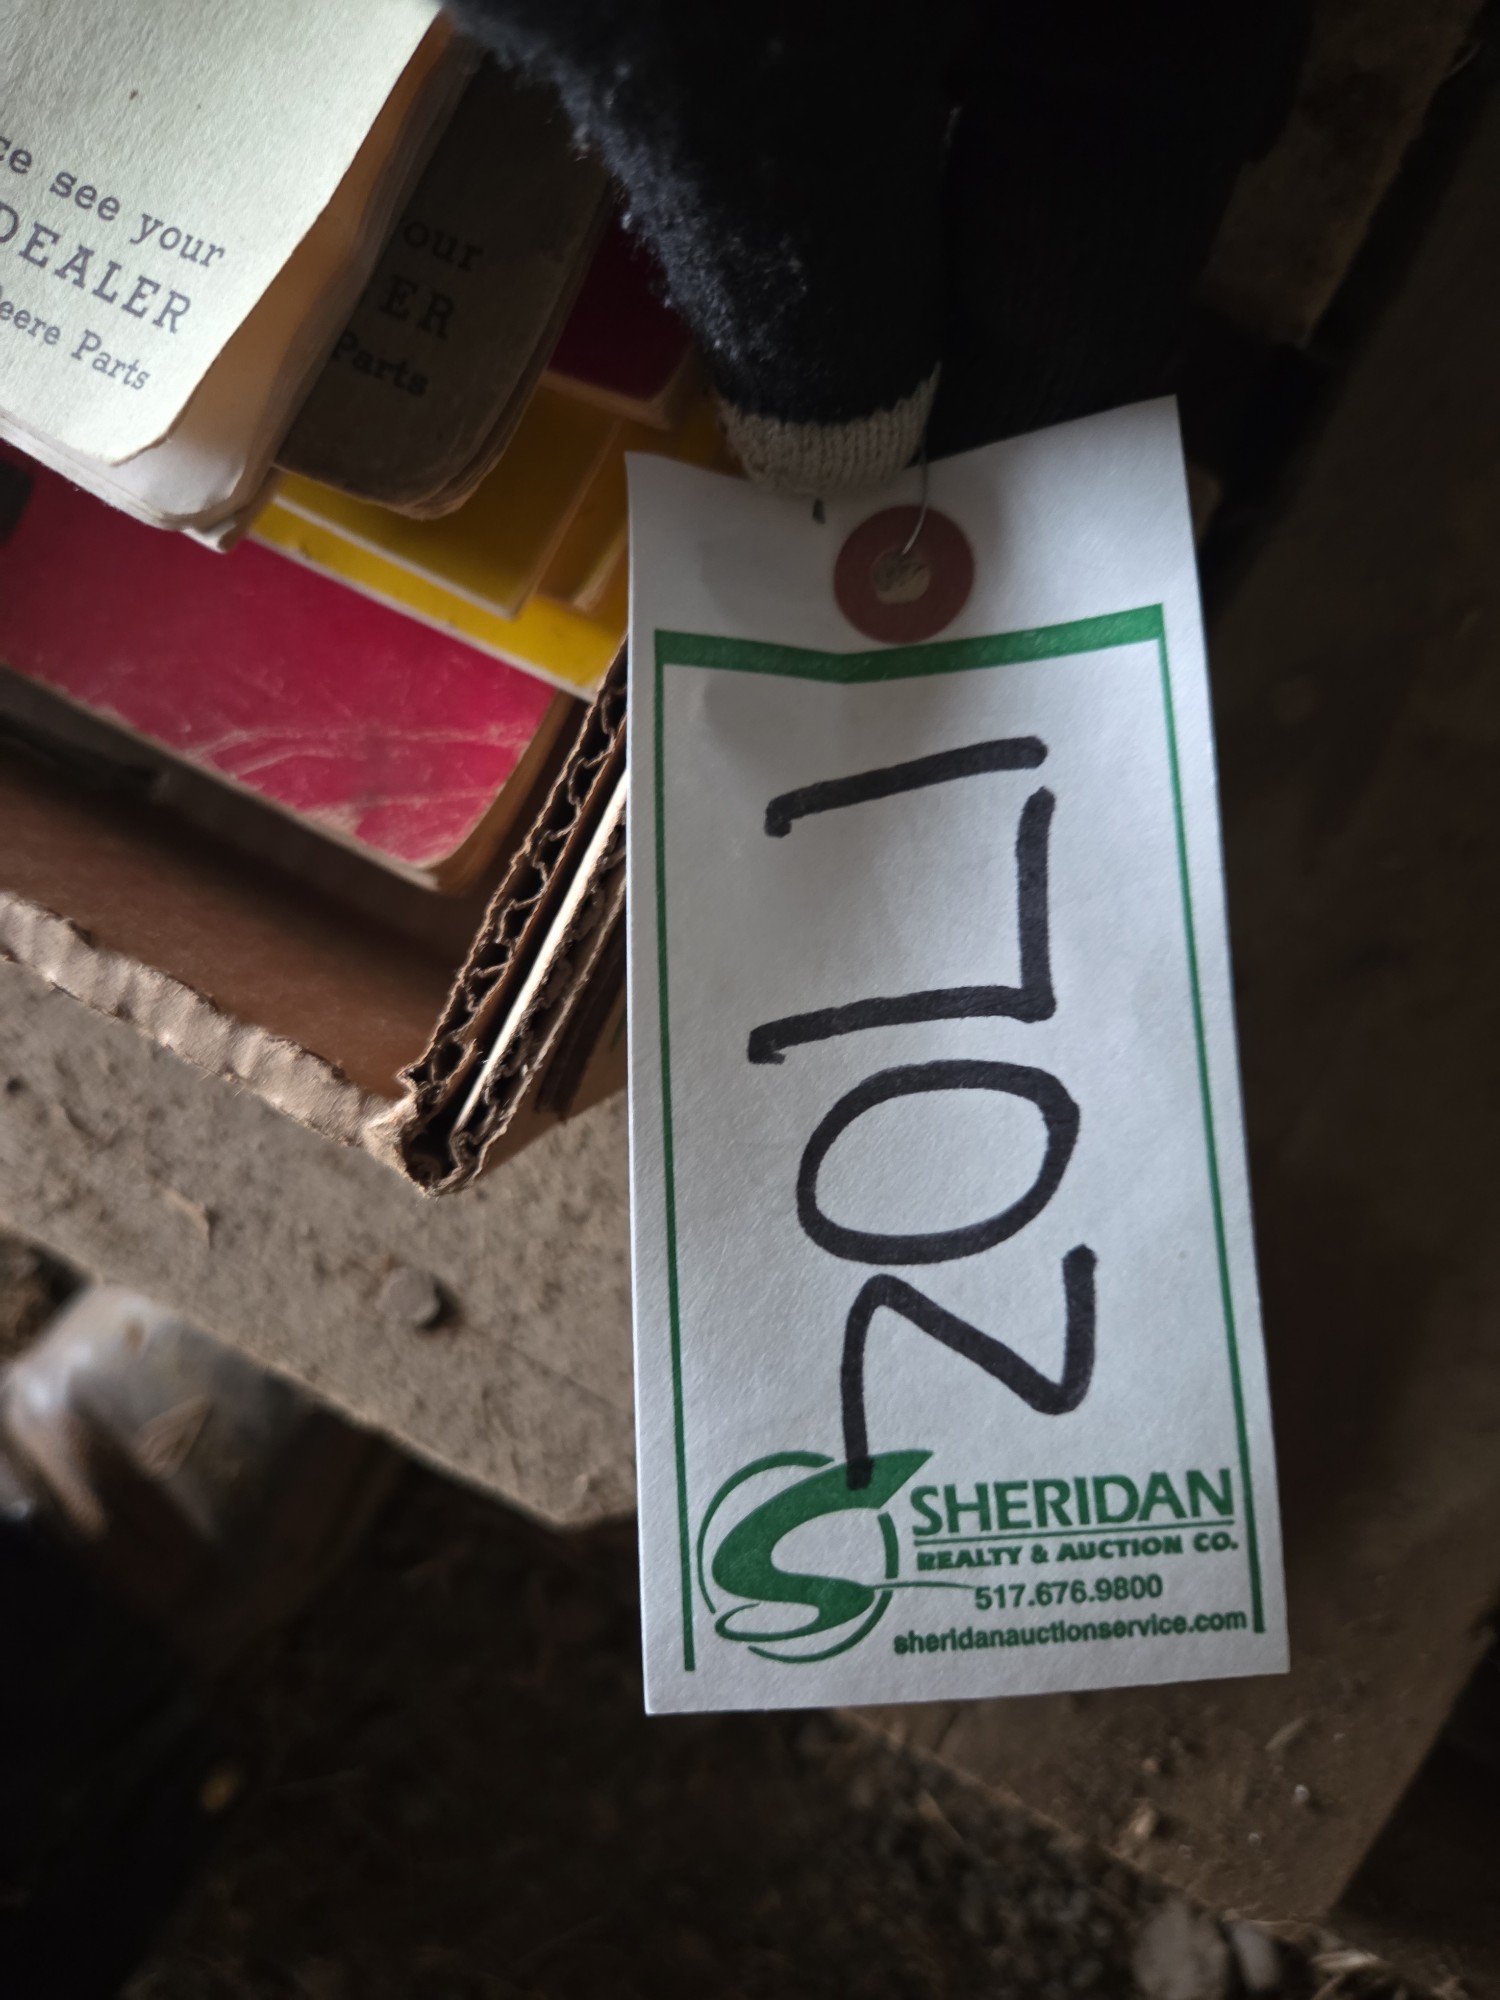 ce see your
DEALER
eere Parts
our
ER
Parts
1702
SHERIDAN
REALTY & AUCTION CO.
517.676.9800
sheridanauctionservice.com